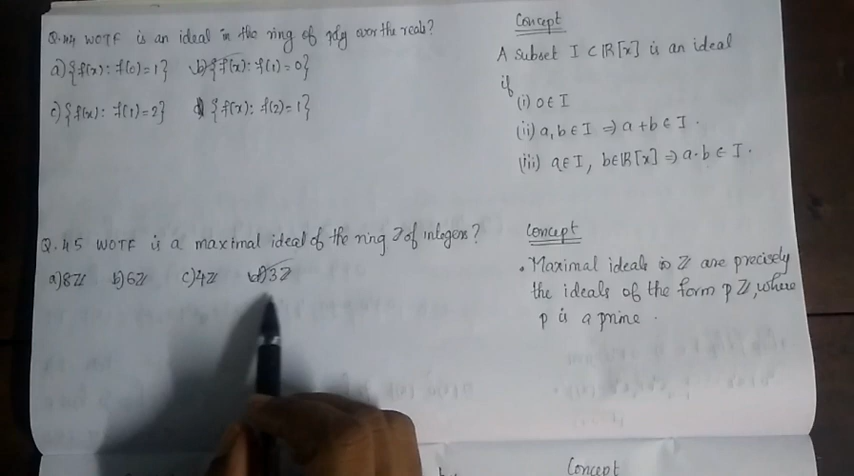 Q.44 WOTF is an ideal in the ring of poly over the reals?
a) {f(x): f(0)=1} b) {f(x): f(1)=0}
c) {f(x): f(1)=2} d) {f(x): f(2)=1}
Concept
A subset I ⊂ ℝ[x] is an ideal
if
(i) 0 ∈ I
(ii) a, b ∈ I ⇒ a + b ∈ I.
(iii) a ∈ I, b ∈ ℝ[x] ⇒ a·b ∈ I.
Q.45 WOTF is a maximal ideal of the ring ℤ of integers?
a) 8ℤ b) 6ℤ c) 4ℤ d) 3ℤ
Concept
• Maximal ideals in ℤ are precisely
the ideals of the form pℤ, where
p is a prime.
Concept